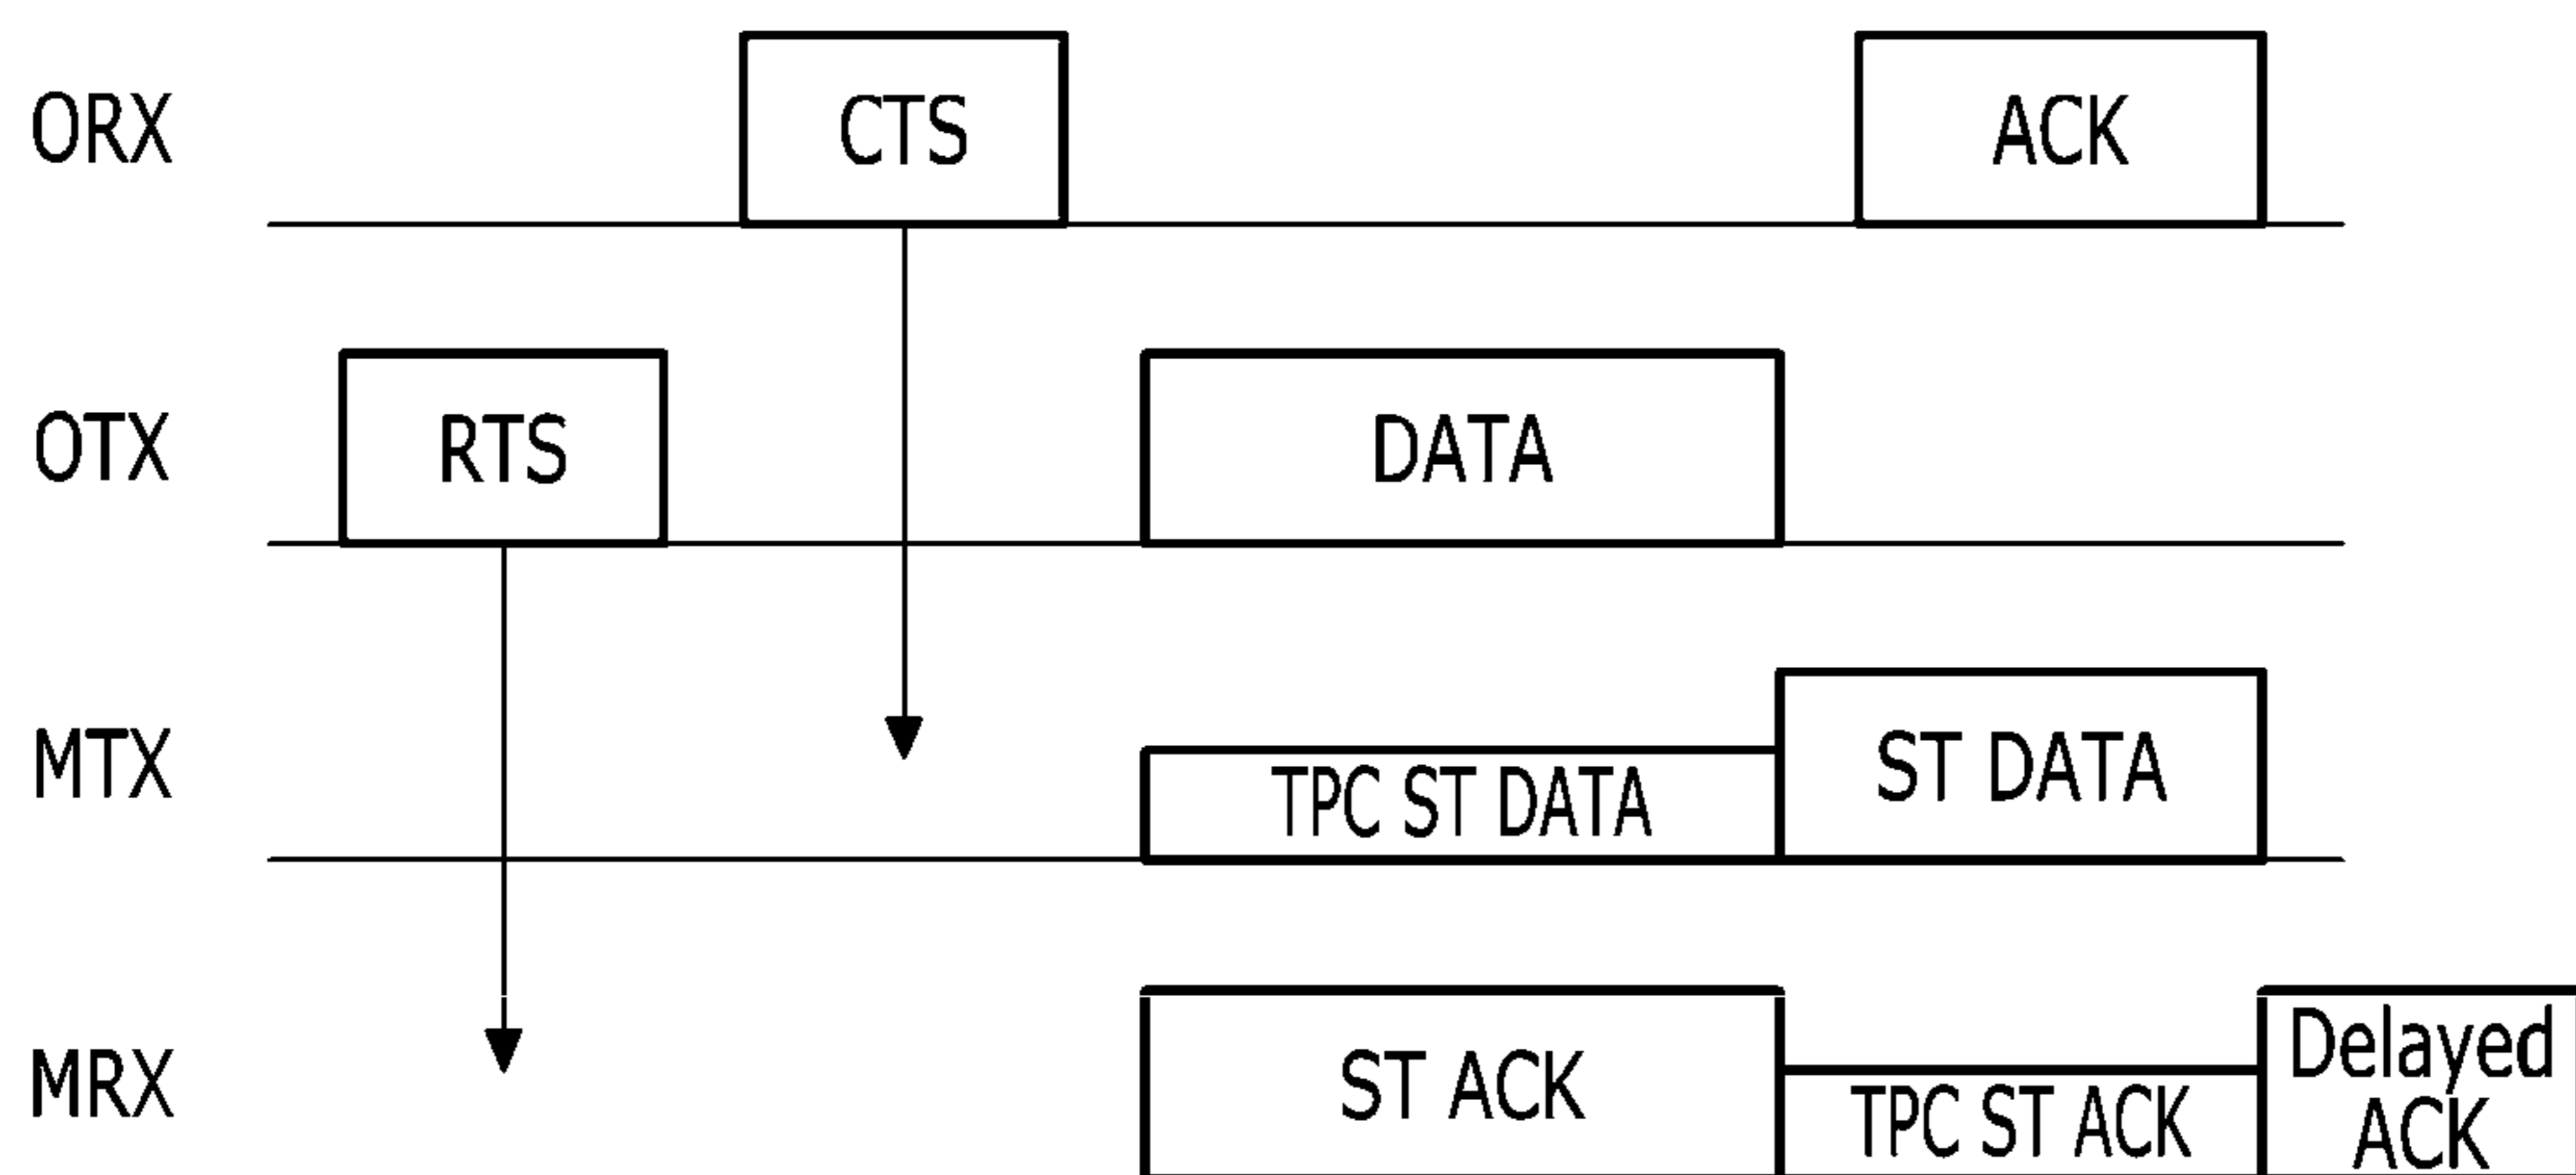 ORX
CTS
ACK
OTX
RTS
DATA
MTX
TPC ST DATA
ST DATA
MRX
ST ACK
TPC ST ACK
Delayed
ACK